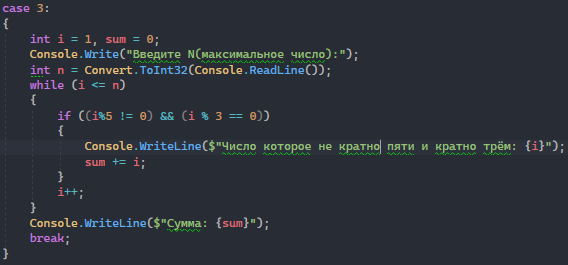 case 3:
{
    int i = 1, sum = 0;
    Console.Write("Введите N(максимальное число):");
    int n = Convert.ToInt32(Console.ReadLine());
    while (i <= n)
    {
        if ((i%5 != 0) && (i % 3 == 0))
        {
            Console.WriteLine($"Число которое не кратно пяти и кратно трём: {i}");
            sum += i;
        }
        i++;
    }
    Console.WriteLine($"Сумма: {sum}");
    break;
}